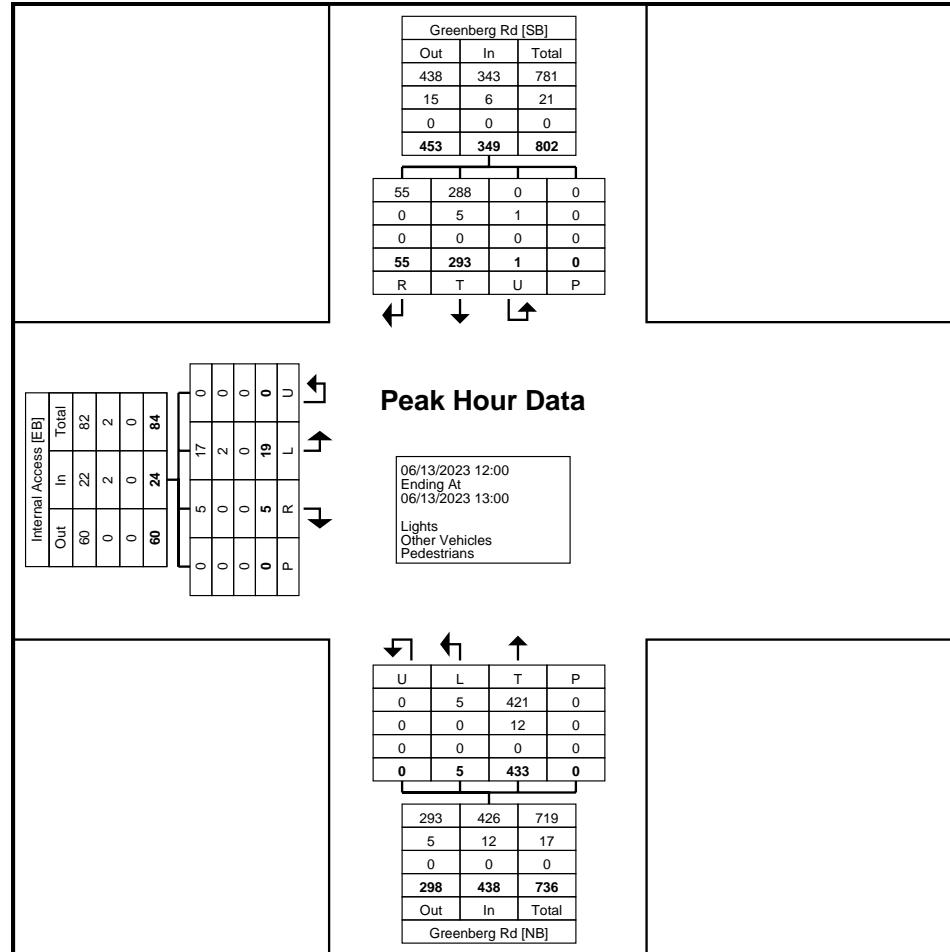 Greenberg Rd [SB]
Out In Total
438 343 781
15 6 21
0 0 0
453 349 802
55 288 0 0
0 5 1 0
0 0 0 0
55 293 1 0
R T U P
Internal Access [EB]
Out In Total
60 22 82
0 2 2
0 0 0
60 24 84
0 5 17 0
0 0 2 0
0 0 0 0
0 5 19 0
P R L U
Peak Hour Data
06/13/2023 12:00
Ending At
06/13/2023 13:00
Lights
Other Vehicles
Pedestrians
U L T P
0 5 421 0
0 0 12 0
0 0 0 0
0 5 433 0
293 426 719
5 12 17
0 0 0
298 438 736
Out In Total
Greenberg Rd [NB]